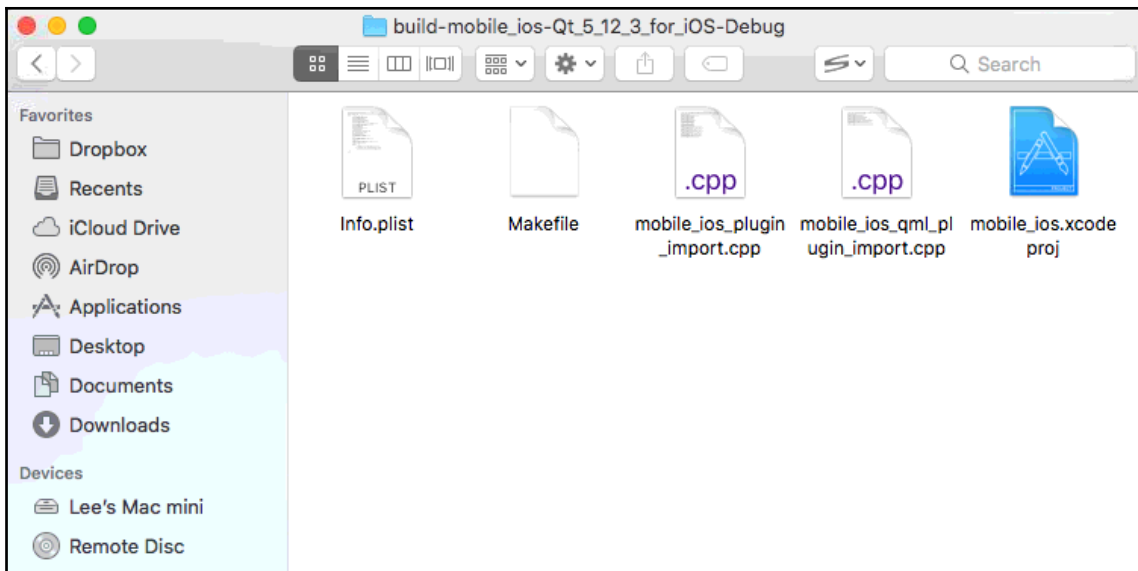 build-mobile_ios-Qt_5_12_3_for_iOS-Debug
Search
Favorites
Dropbox
Recents
iCloud Drive
AirDrop
Applications
Desktop
Documents
Downloads
Devices
Lee's Mac mini
Remote Disc
PLIST
Info.plist
Makefile
.cpp
mobile_ios_plugin
_import.cpp
.cpp
mobile_ios_qml_pl
ugin_import.cpp
mobile_ios.xcode
proj